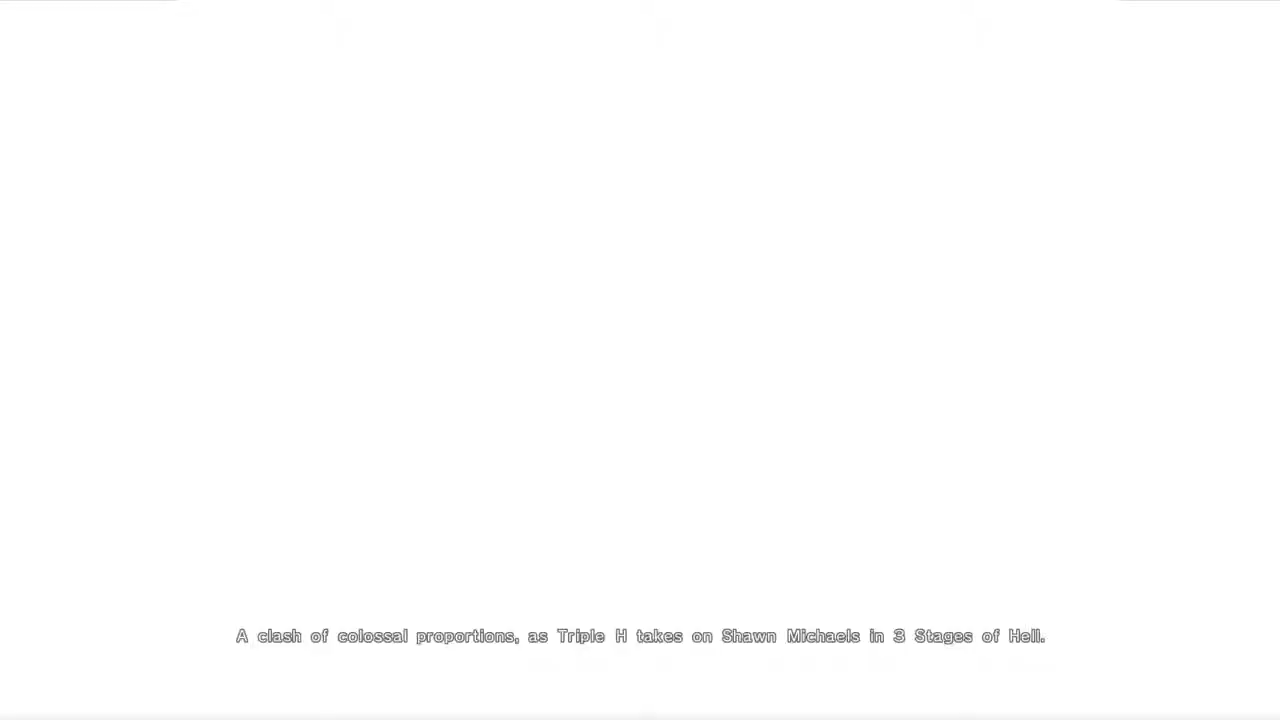 A clash of colossal proportions, as Triple H takes on Shawn Michaels in 3 Stages of Hell.